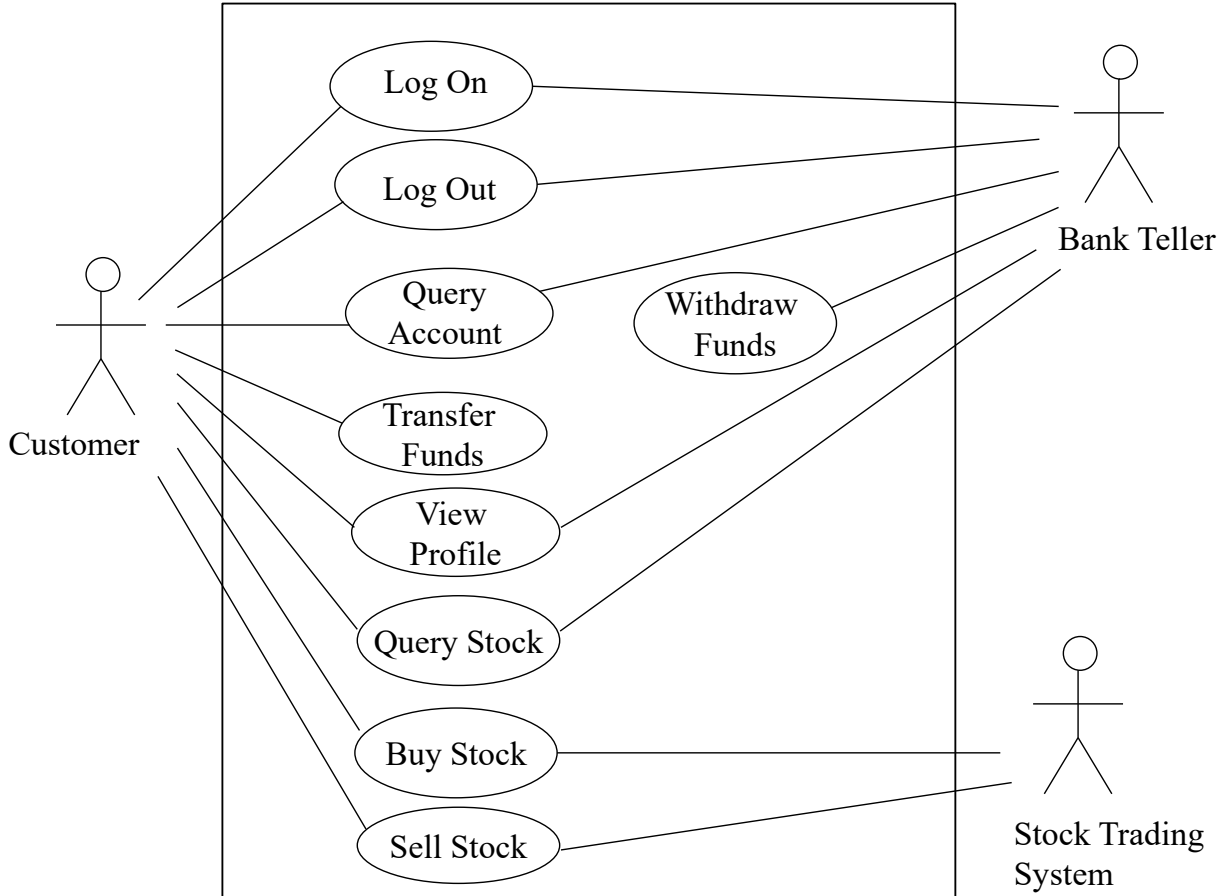 Log On
Log Out
Bank Teller
Query
Account
Withdraw
Funds
Customer
Transfer
Funds
View
Profile
Query Stock
Buy Stock
Sell Stock
Stock Trading
System